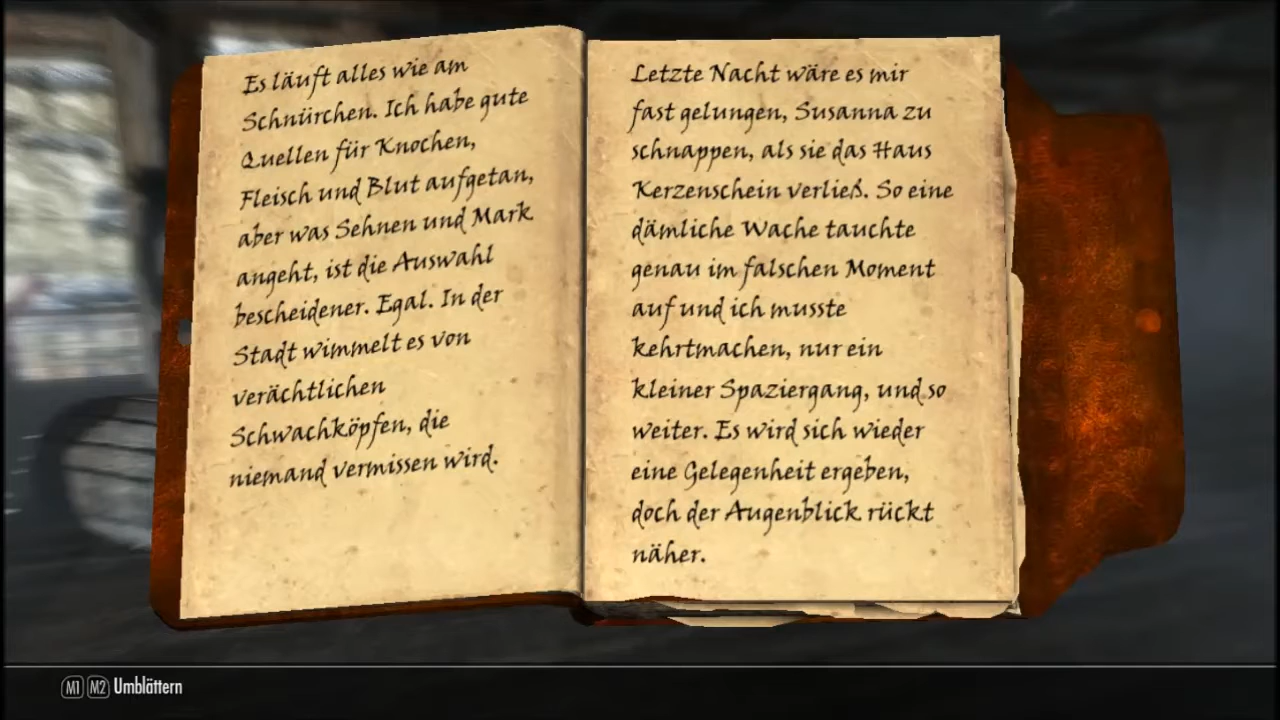 Es läuft alles wie am
Schnürchen. Ich habe gute
Quellen für Knochen,
Fleisch und Blut aufgetan,
aber was Sehnen und Mark
angeht, ist die Auswahl
bescheidener. Egal. In der
Stadt wimmelt es von
verächtlichen
Schwachköpfen, die
niemand vermissen wird.
Letzte Nacht wäre es mir
fast gelungen, Susanna zu
schnappen, als sie das Haus
Kerzenschein verließ. So eine
dämliche Wache tauchte
genau im falschen Moment
auf und ich musste
kehrtmachen, nur ein
kleiner Spaziergang, und so
weiter. Es wird sich wieder
eine Gelegenheit ergeben,
doch der Augenblick rückt
näher.
M1 M2 Umblättern